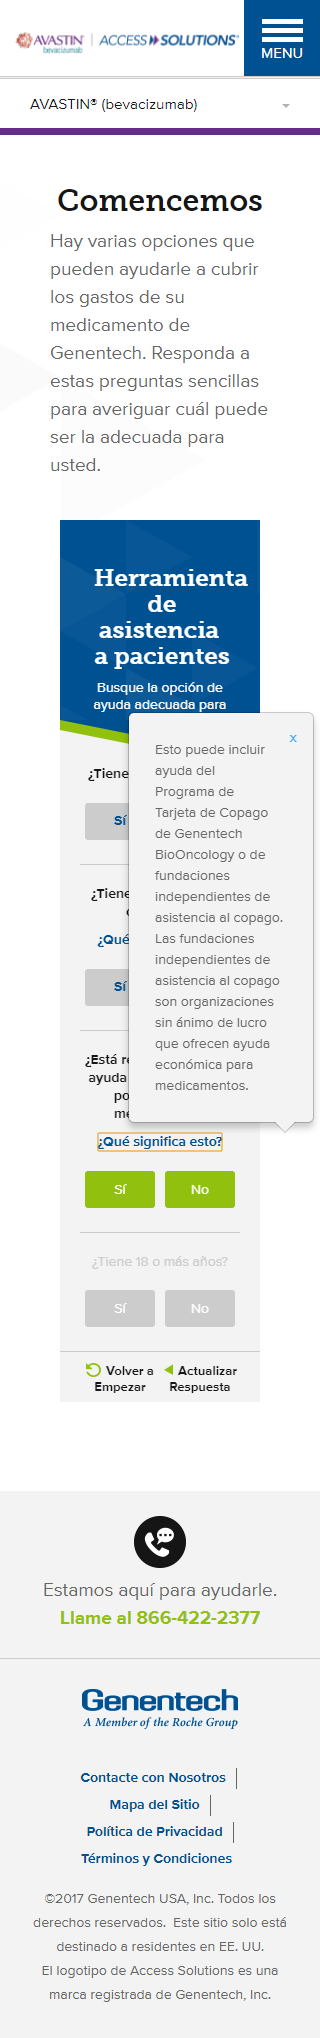 AVASTIN®
bevacizumab
ACCESS SOLUTIONS®
MENU
AVASTIN® (bevacizumab)
Comencemos
Hay varias opciones que
pueden ayudarle a cubrir
los gastos de su
medicamento de
Genentech. Responda a
estas preguntas sencillas
para averiguar cuál puede
ser la adecuada para
usted.
Herramienta
de
asistencia
a pacientes
Busque la opción de
ayuda adecuada para
x
Esto puede incluir
ayuda del
Programa de
Tarjeta de Copago
de Genentech
BioOncology o de
fundaciones
independientes de
asistencia al copago.
Las fundaciones
independientes de
asistencia al copago
son organizaciones
sin ánimo de lucro
que ofrecen ayuda
económica para
medicamentos.
¿Tiene
Sí
¿Tiene
¿Qué
Sí
¿Está
ayuda
¿Qué significa esto?
Sí No
¿Tiene 18 o más años?
Sí No
Volver a Empezar
Actualizar Respuesta
Estamos aquí para ayudarle.
Llame al 866-422-2377
Genentech
A Member of the Roche Group
Contacte con Nosotros
Mapa del Sitio
Política de Privacidad
Términos y Condiciones
©2017 Genentech USA, Inc. Todos los
derechos reservados. Este sitio solo está
destinado a residentes en EE. UU.
El logotipo de Access Solutions es una
marca registrada de Genentech, Inc.